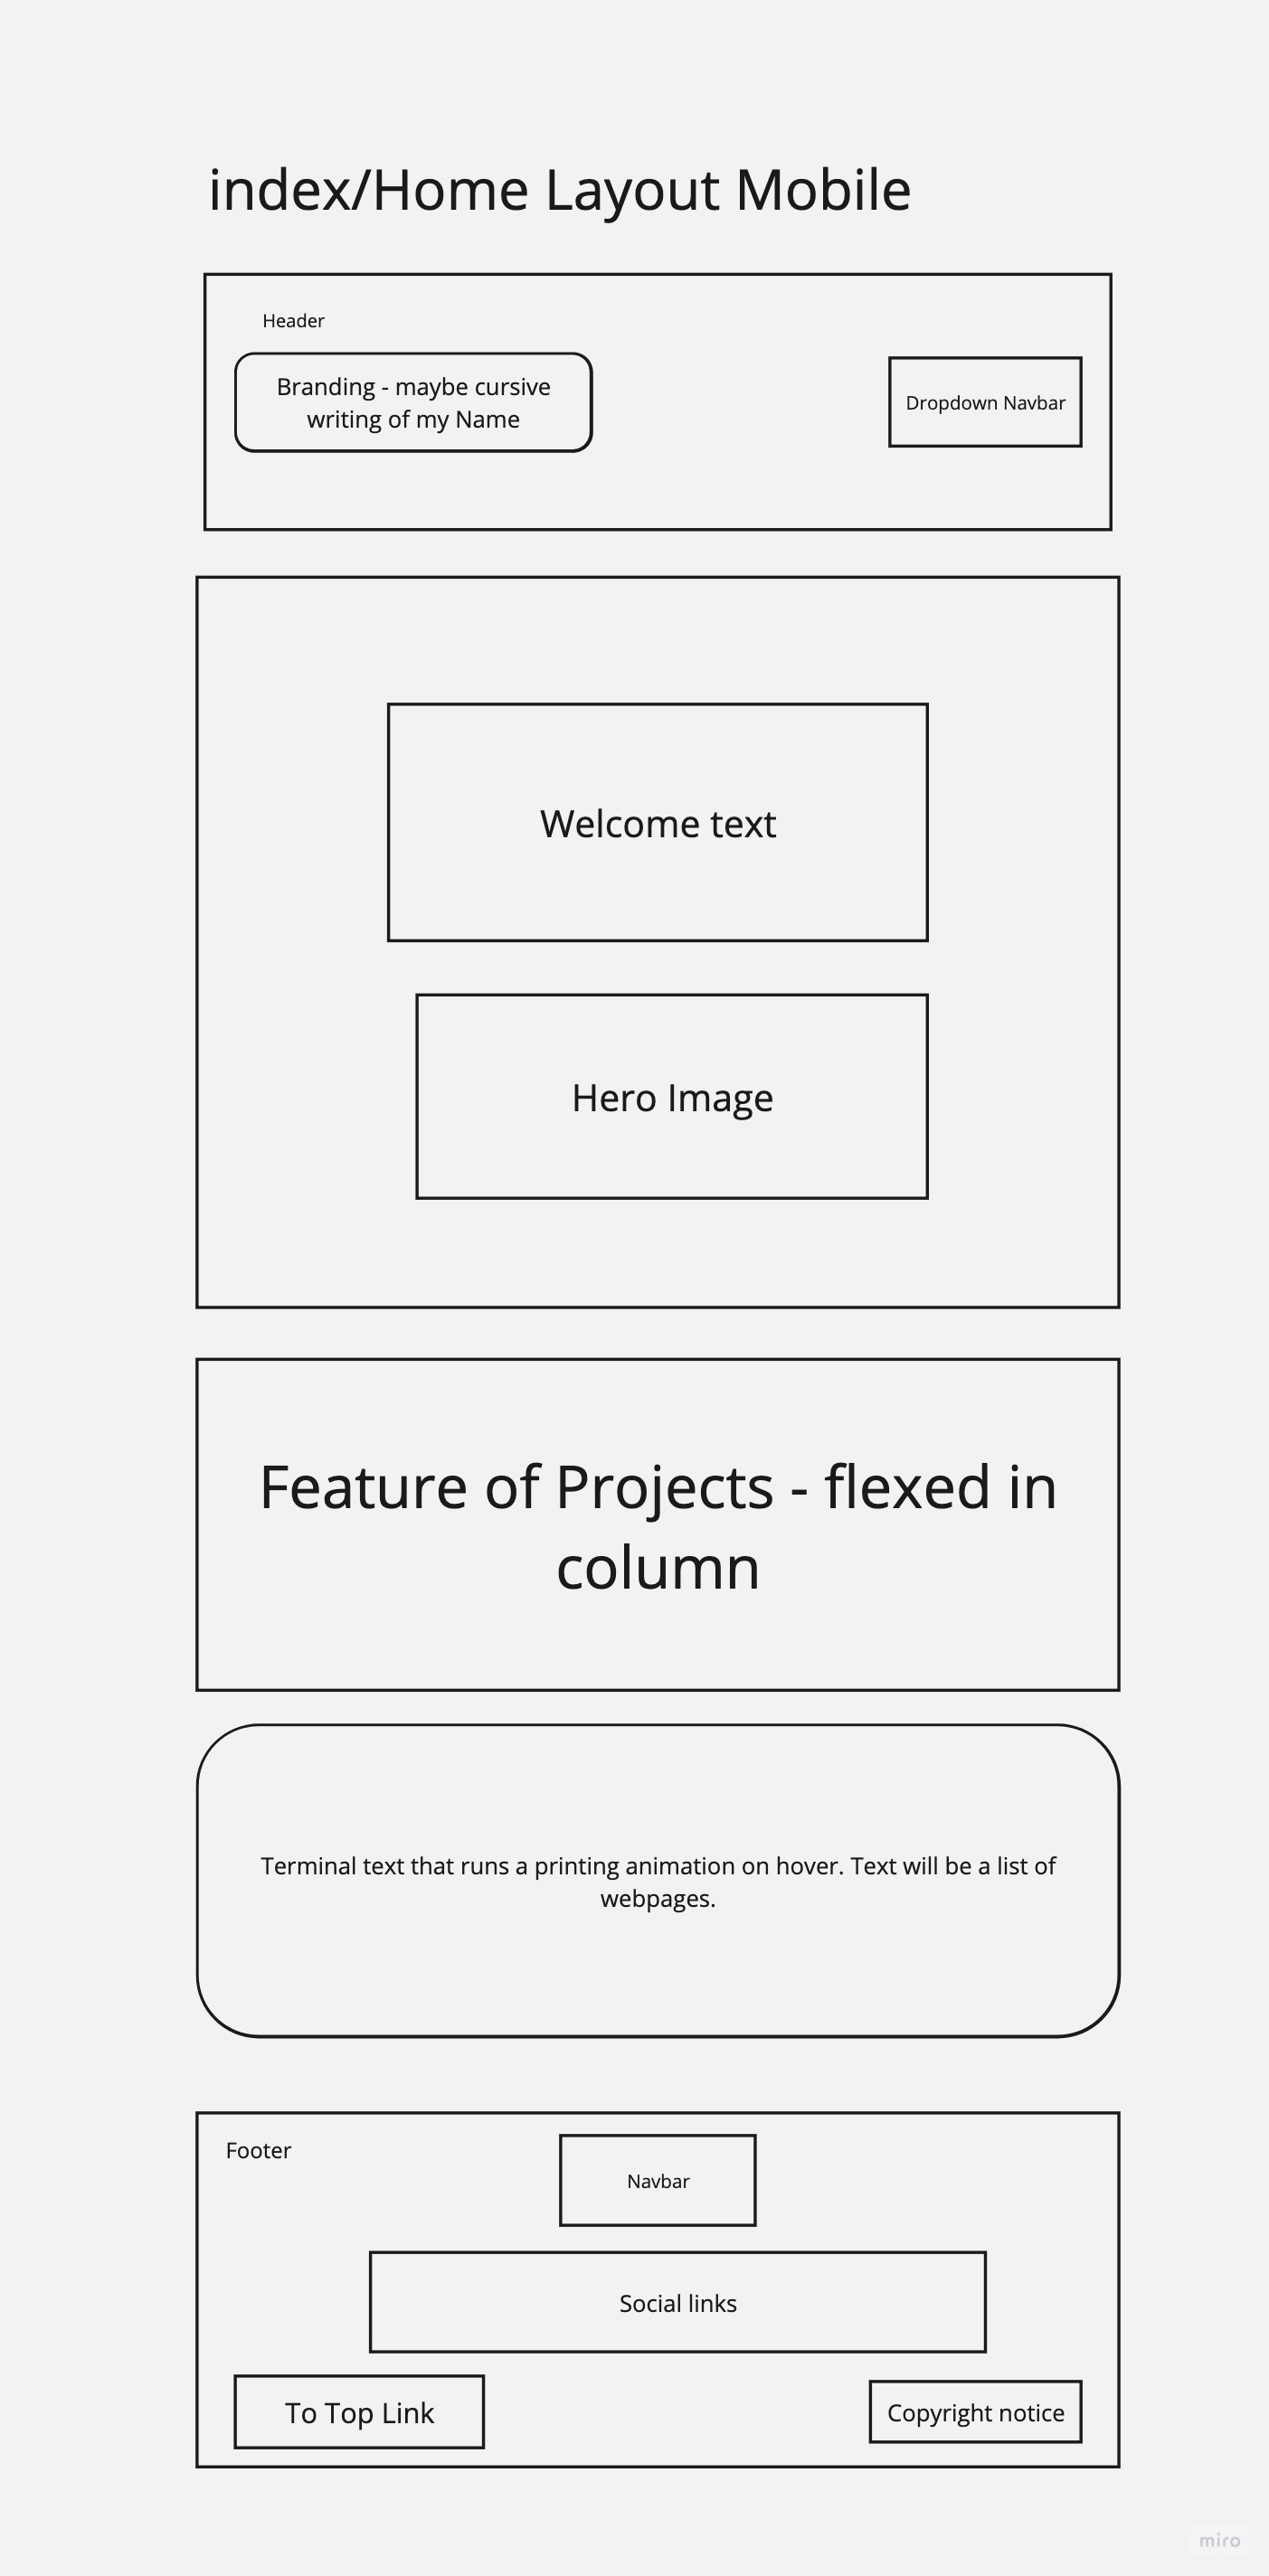 index/Home Layout Mobile
Header
Branding - maybe cursive
writing of my Name
Dropdown Navbar
Welcome text
Hero Image
Feature of Projects - flexed in
column
Terminal text that runs a printing animation on hover. Text will be a list of
webpages.
Footer
Navbar
Social links
To Top Link
Copyright notice
miro